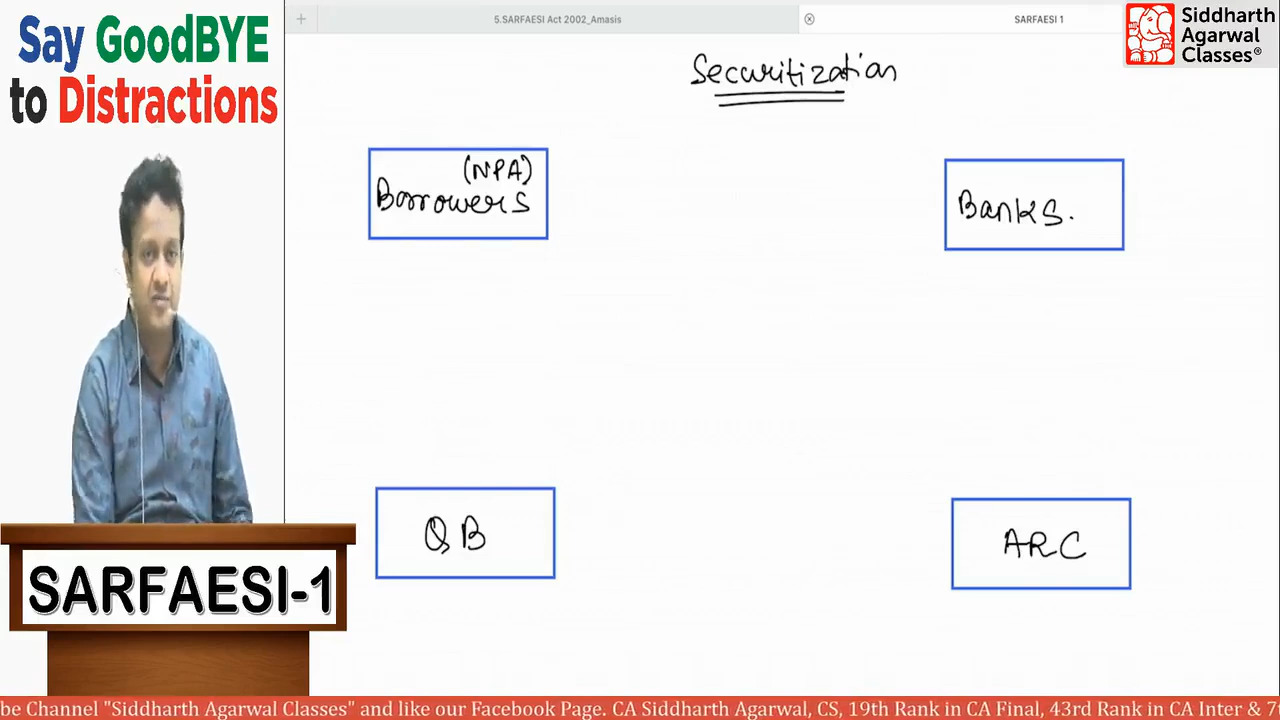 Say GoodBYE
to Distractions
5.SARFAESI Act 2002_Amasis
SARFAESI 1
Siddharth
Agarwal
Classes®
Securitization
(NPA)
Borrowers
Banks.
QB
ARC
SARFAESI-1
be Channel "Siddharth Agarwal Classes" and like our Facebook Page. CA Siddharth Agarwal, CS, 19th Rank in CA Final, 43rd Rank in CA Inter & 7